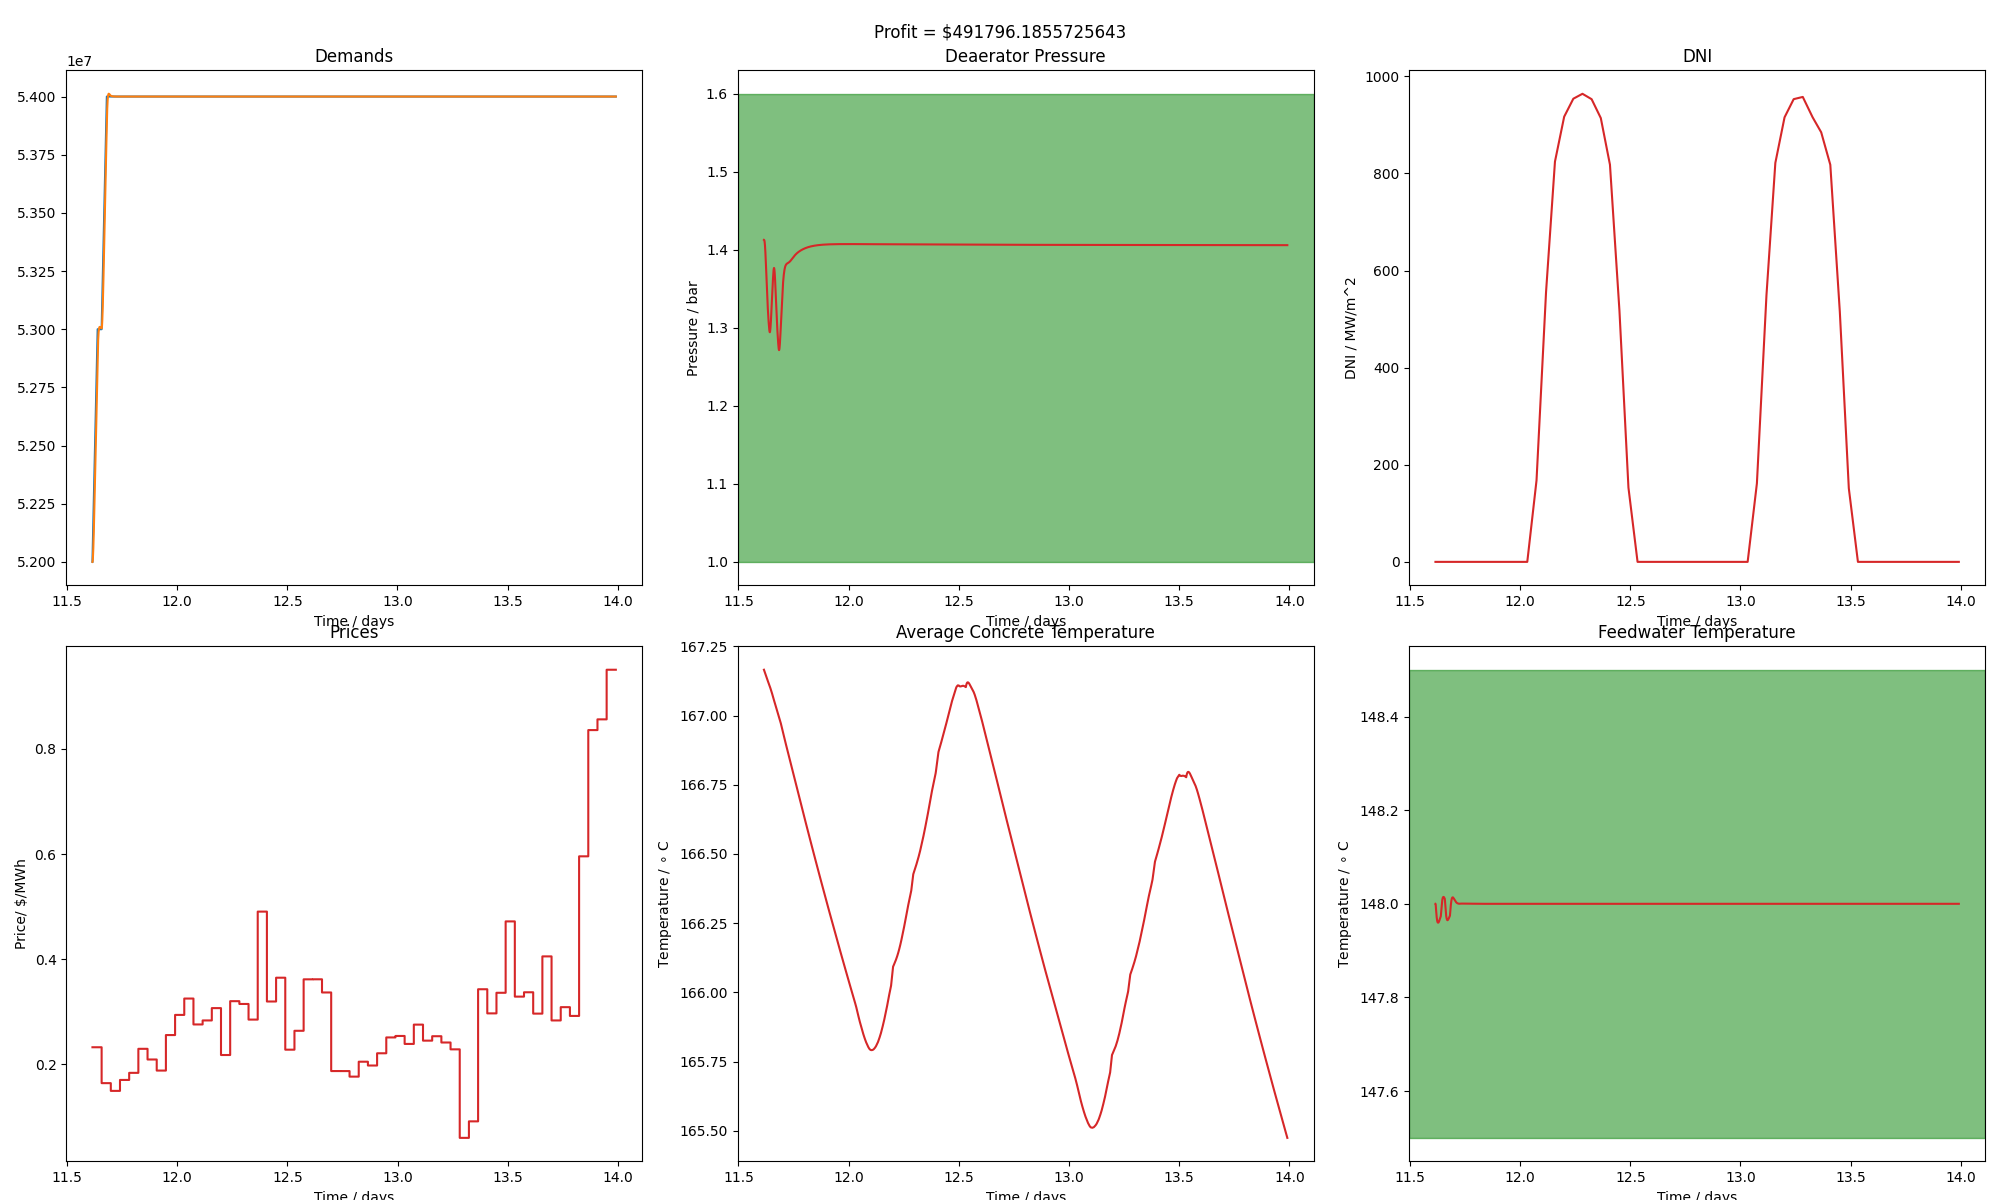 Profit = $491796.1855725643
Demands
1e7
5.400
5.375
5.350
5.325
5.300
5.275
5.250
5.225
5.200
11.5 12.0 12.5 13.0 13.5 14.0
Time / days
Deaerator Pressure
Pressure / bar
1.6
1.5
1.4
1.3
1.2
1.1
1.0
11.5 12.0 12.5 13.0 13.5 14.0
Time / days
DNI
DNI / MW/m^2
1000
800
600
400
200
0
11.5 12.0 12.5 13.0 13.5 14.0
Time / days
Prices
Price/ $/MWh
0.8
0.6
0.4
0.2
11.5 12.0 12.5 13.0 13.5 14.0
Time / days
Average Concrete Temperature
Temperature / ∘ C
167.25
167.00
166.75
166.50
166.25
166.00
165.75
165.50
11.5 12.0 12.5 13.0 13.5 14.0
Time / days
Feedwater Temperature
Temperature / ∘ C
148.4
148.2
148.0
147.8
147.6
11.5 12.0 12.5 13.0 13.5 14.0
Time / days